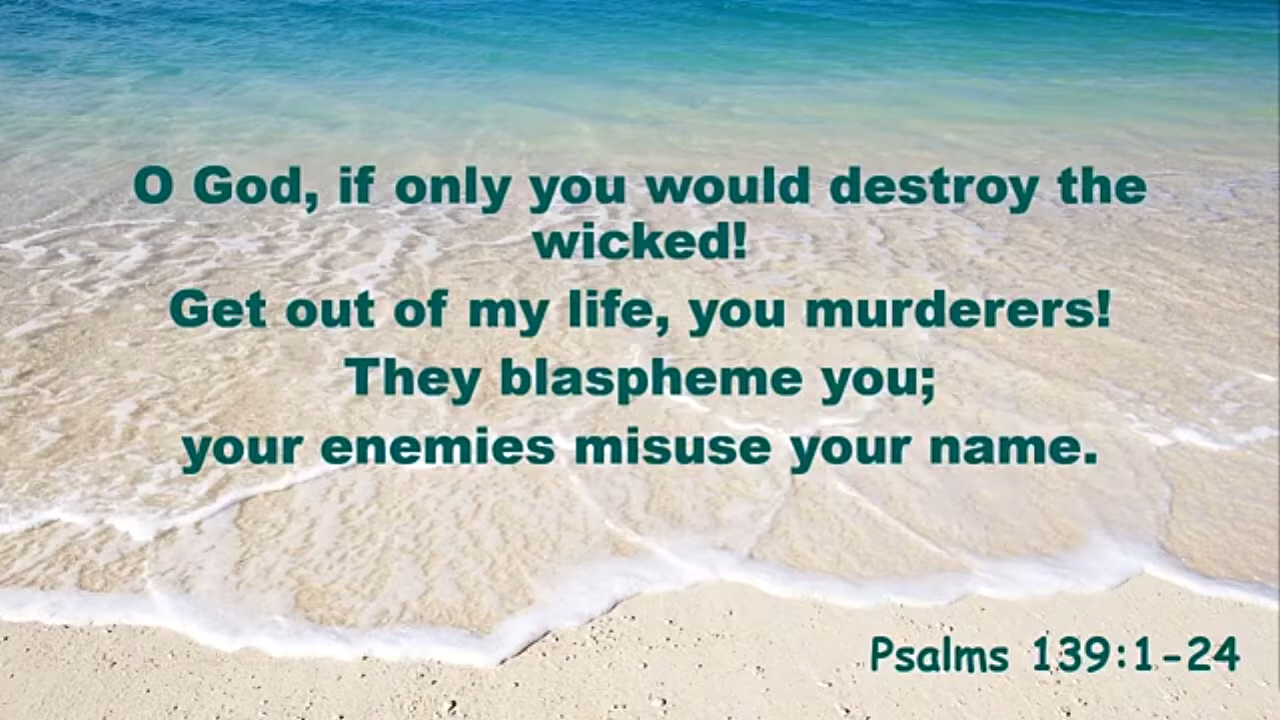 O God, if only you would destroy the
wicked!
Get out of my life, you murderers!
They blaspheme you;
your enemies misuse your name.
Psalms 139:1-24